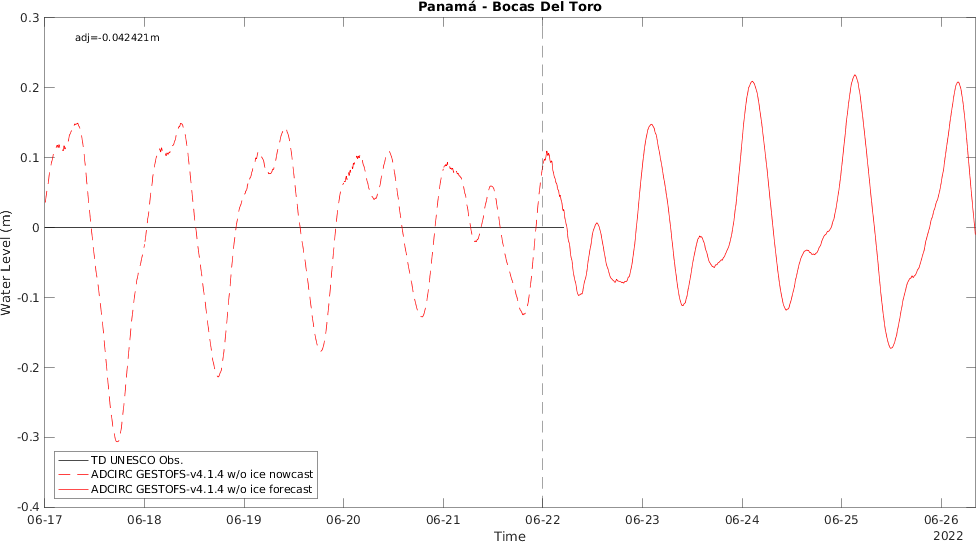 Panamá - Bocas Del Toro
adj=-0.042421m
0.3
0.2
0.1
0
-0.1
-0.2
-0.3
-0.4
Water Level (m)
TD UNESCO Obs.
ADCIRC GESTOFS-v4.1.4 w/o ice nowcast
ADCIRC GESTOFS-v4.1.4 w/o ice forecast
06-17 06-18 06-19 06-20 06-21 06-22 06-23 06-24 06-25 06-26
2022
Time